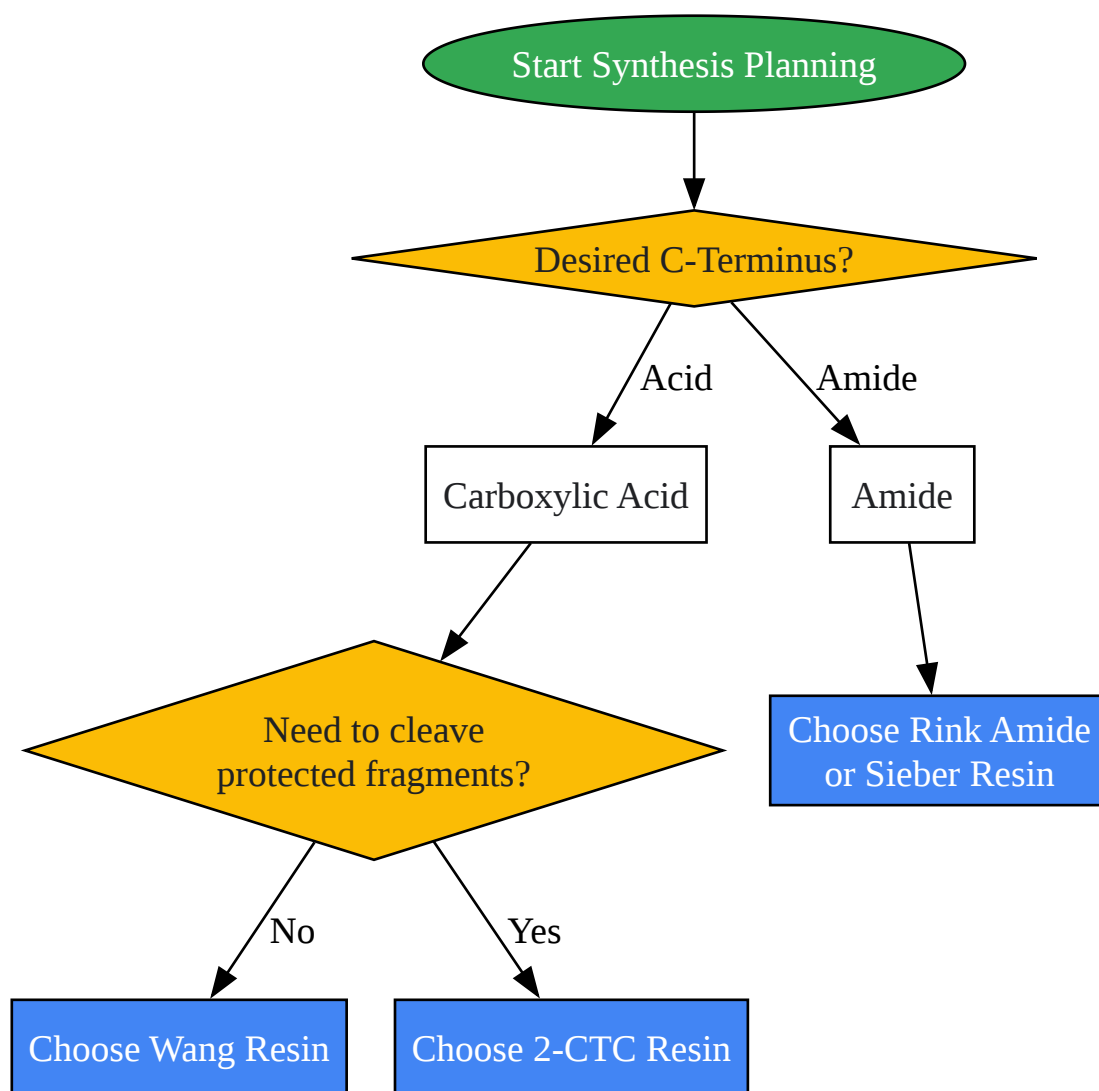 Start Synthesis Planning
Desired C-Terminus?
Acid
Amide
Carboxylic Acid
Amide
Need to cleave
protected fragments?
Choose Rink Amide
or Sieber Resin
No
Yes
Choose Wang Resin
Choose 2-CTC Resin